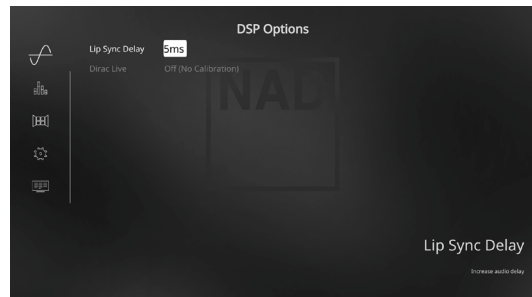 DSP Options
Lip Sync Delay 5ms
Dirac Live Off (No Calibration)
NAD
Lip Sync Delay
Increase audio delay